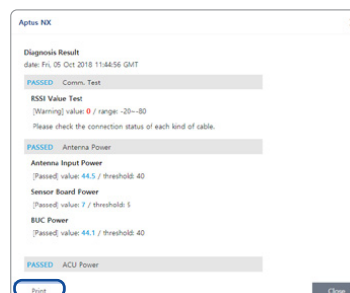 Aptus NX
Diagnosis Result
date: Fri, 05 Oct 2018 11:44:56 GMT
PASSED Comm. Test
RSSI Value Test
[Warning] value: 0 / range: -20~-80
Please check the connection status of each kind of cable.
PASSED Antenna Power
Antenna Input Power
[Passed] value: 44.5 / threshold: 40
Sensor Board Power
[Passed] value: 7 / threshold: 5
BUC Power
[Passed] value: 44.1 / threshold: 40
PASSED ACU Power
Print Close